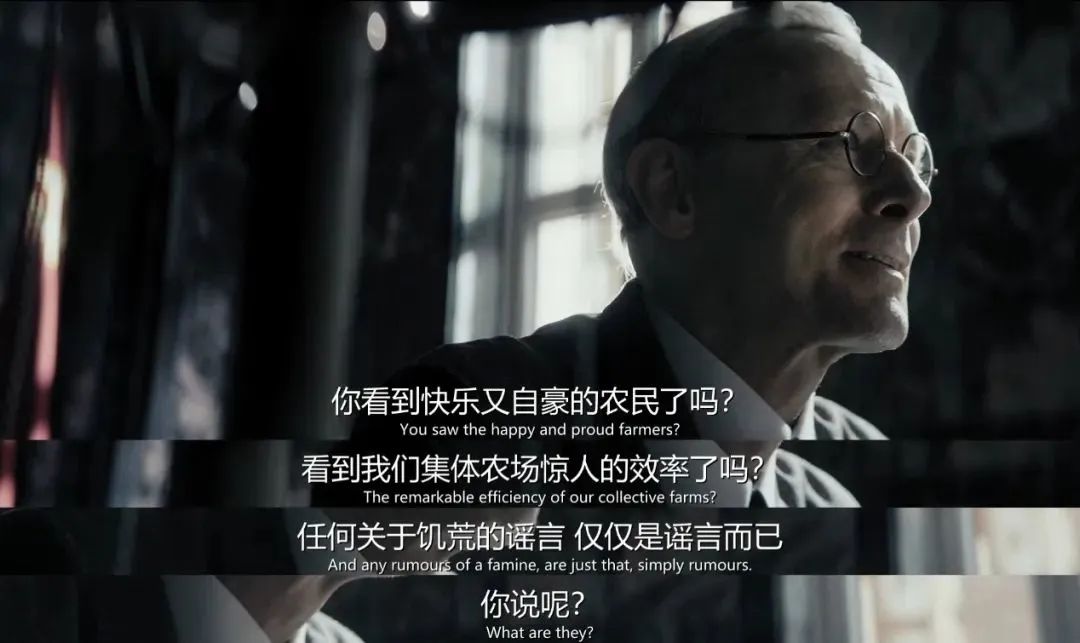 你看到快乐又自豪的农民了吗?
You saw the happy and proud farmers?
看到我们集体农场惊人的效率了吗?
The remarkable efficiency of our collective farms?
任何关于饥荒的谣言 仅仅是谣言而已
And any rumours of a famine, are just that, simply rumours.
你说呢?
What are they?